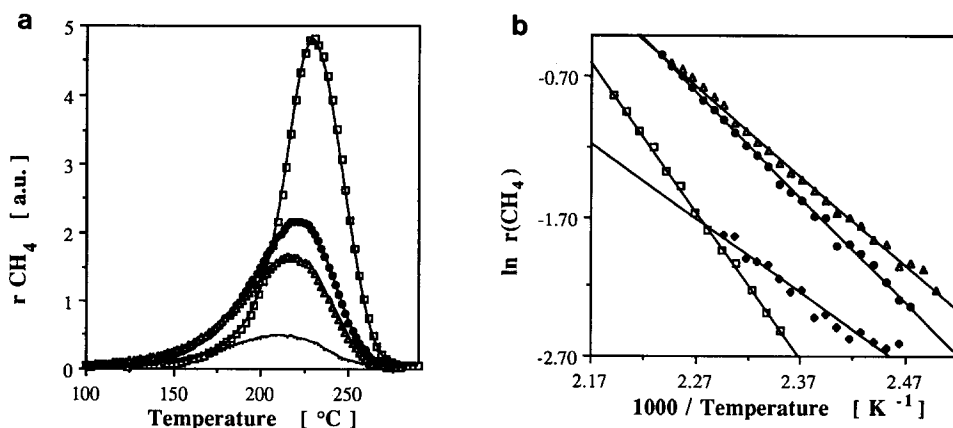 a
5
4
3
2
1
0
r CH₄ [ a.u. ]
100 150 200 250
Temperature [ °C ]
b
-0.70
-1.70
-2.70
ln r(CH₄)
2.17 2.27 2.37 2.47
1000 / Temperature [ K⁻¹ ]